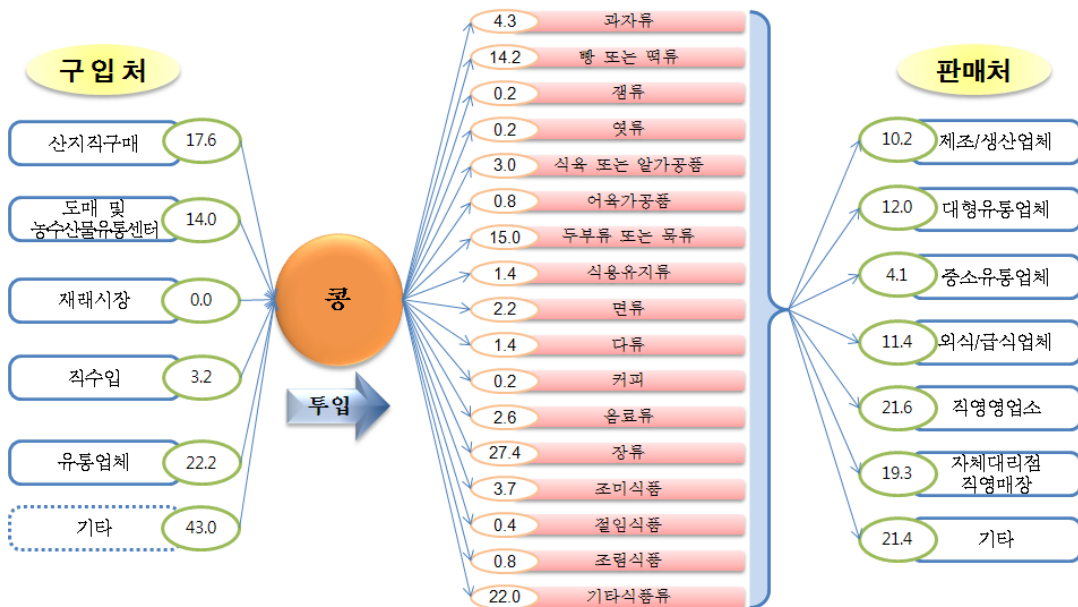 구 입 처
산지직구매
17.6
도매 및
농수산물유통센터
14.0
재래시장
0.0
직수입
3.2
유통업체
22.2
기타
43.0
콩
투입
4.3
과자류
14.2
빵 또는 떡류
0.2
잼류
0.2
엿류
3.0
식육 또는 알가공품
0.8
어육가공품
15.0
두부류 또는 묵류
1.4
식용유지류
2.2
면류
1.4
다류
0.2
커피
2.6
음료류
27.4
장류
3.7
조미식품
0.4
절임식품
0.8
조림식품
22.0
기타식품류
판매처
10.2
제조/생산업체
12.0
대형유통업체
4.1
중소유통업체
11.4
외식/급식업체
21.6
직영영업소
19.3
자체대리점
직영매장
21.4
기타